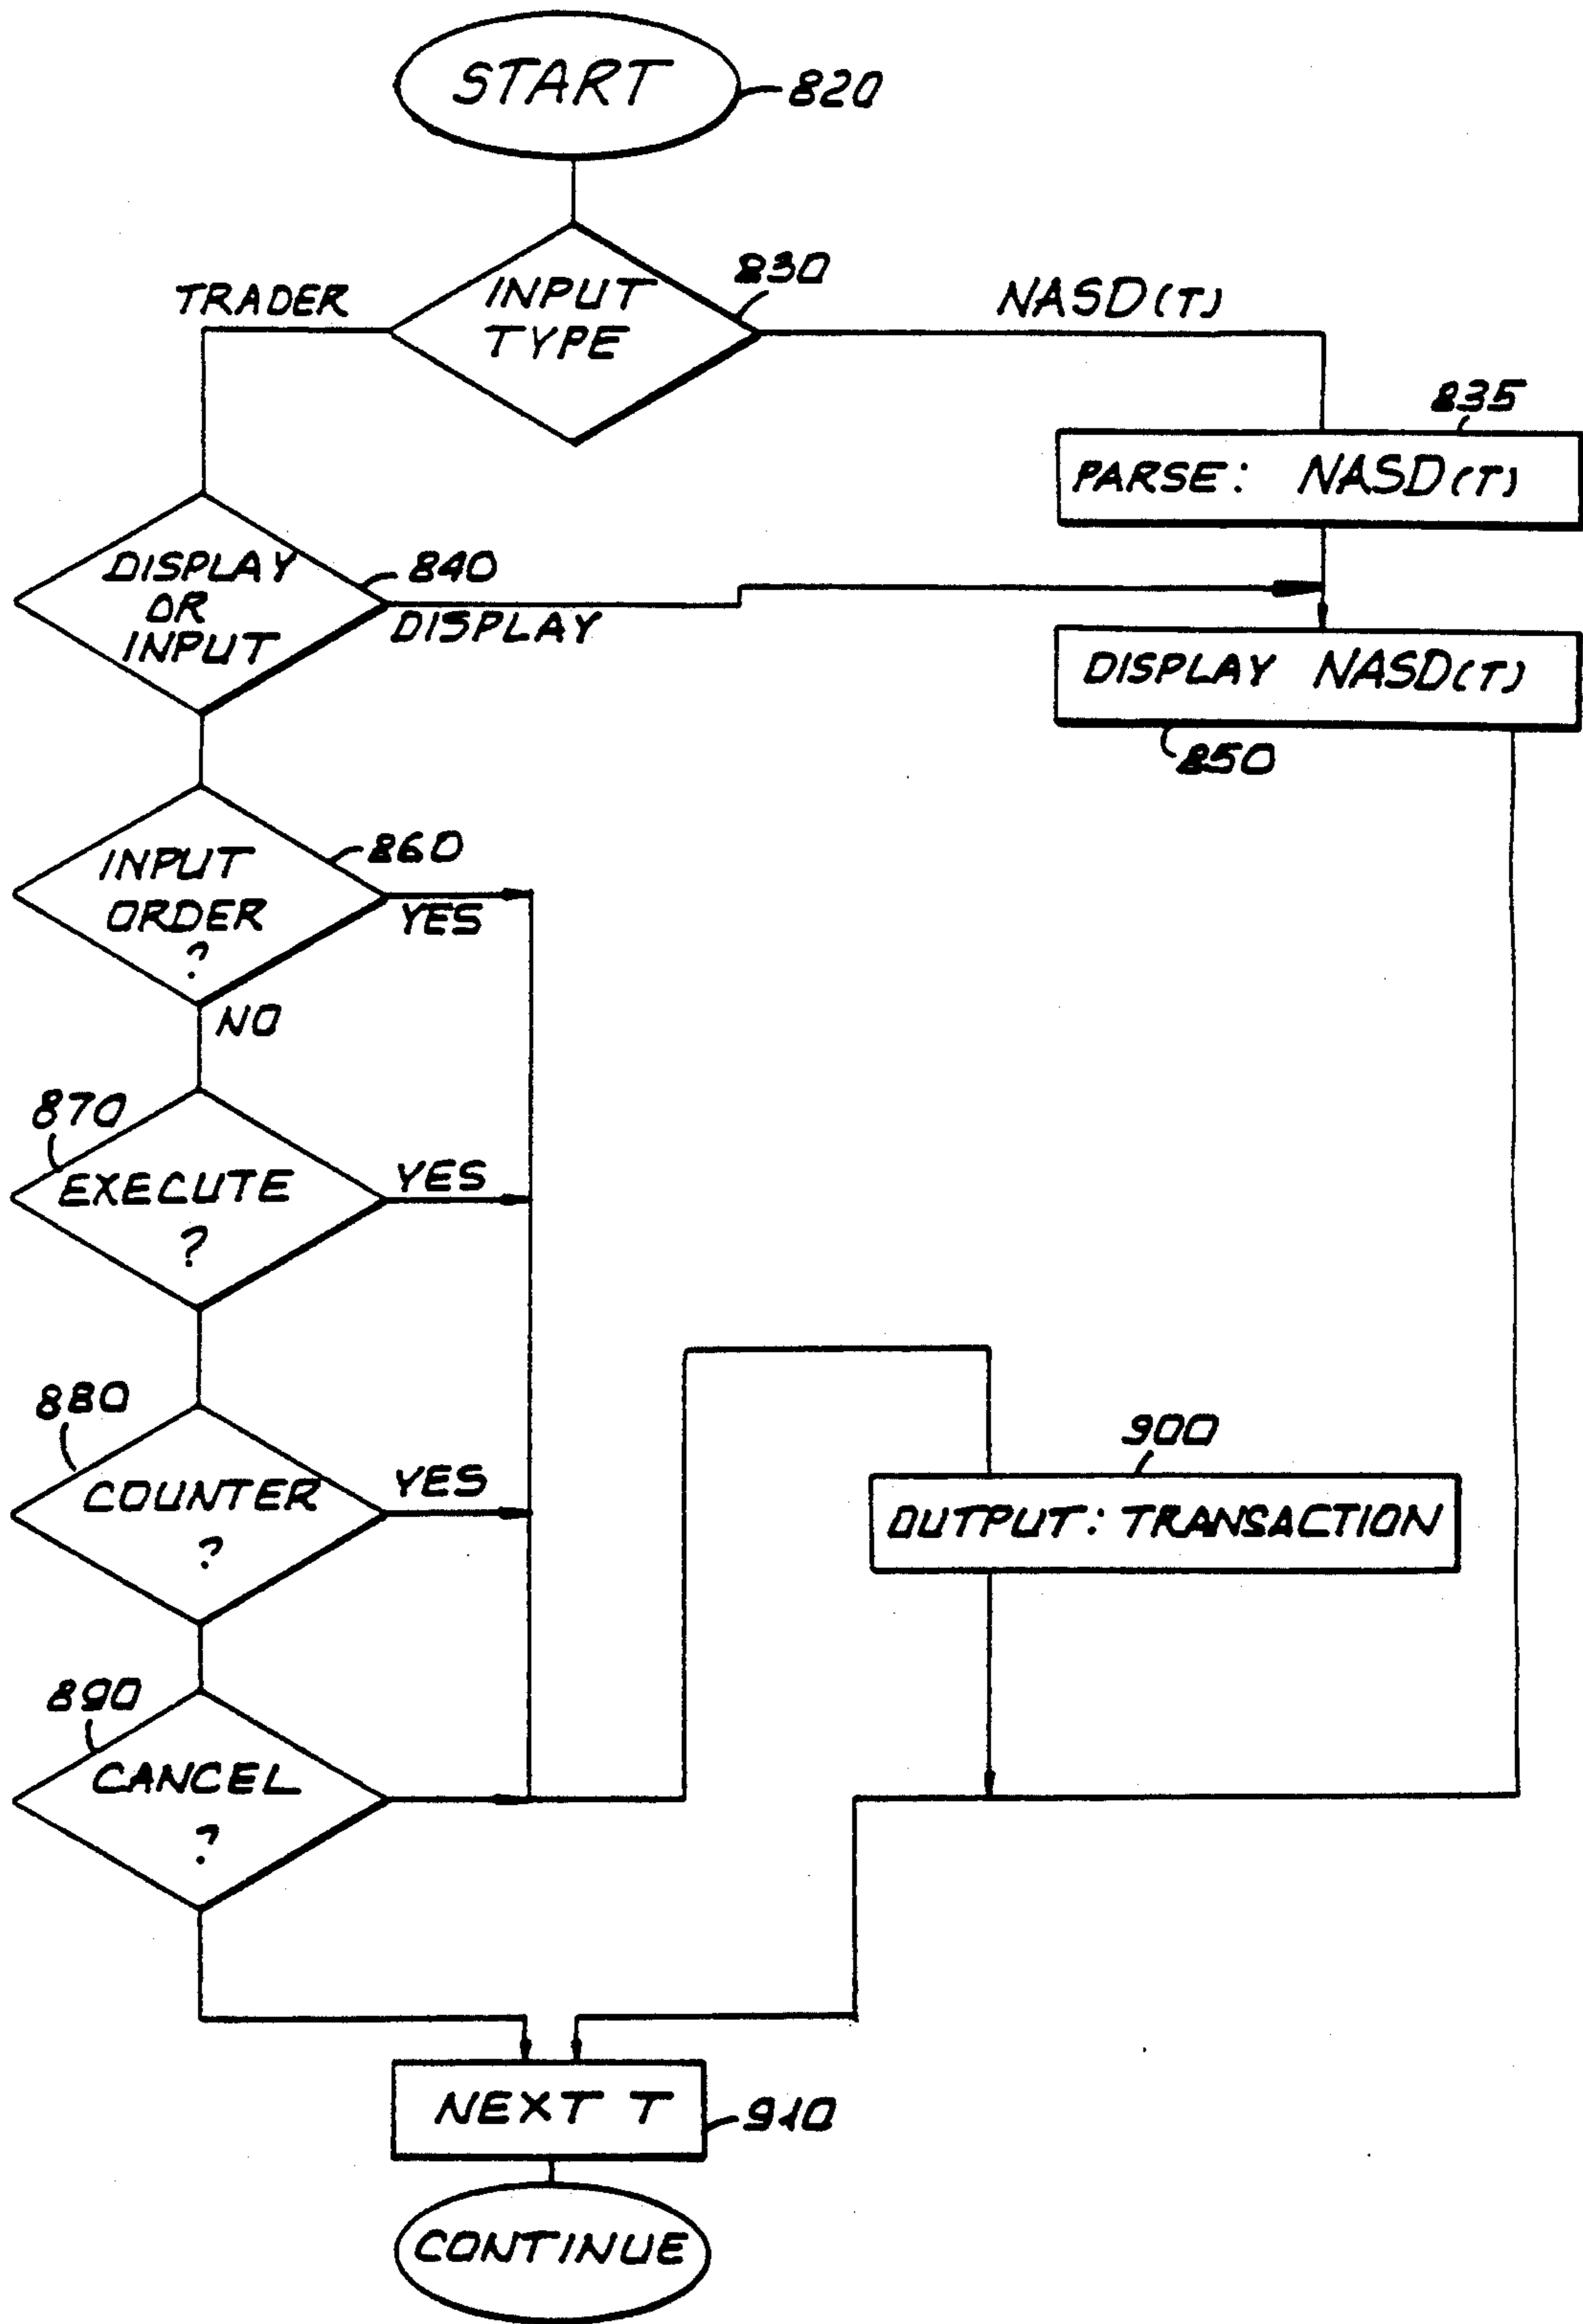 START
820
INPUT
TYPE
830
TRADER
NASD(T)
835
PARSE: NASD(T)
DISPLAY
OR
INPUT
840
DISPLAY
DISPLAY NASD(T)
850
INPUT
ORDER
?
860
YES
NO
870
EXECUTE
?
YES
880
COUNTER
?
YES
900
OUTPUT: TRANSACTION
890
CANCEL
?
NEXT T
910
CONTINUE